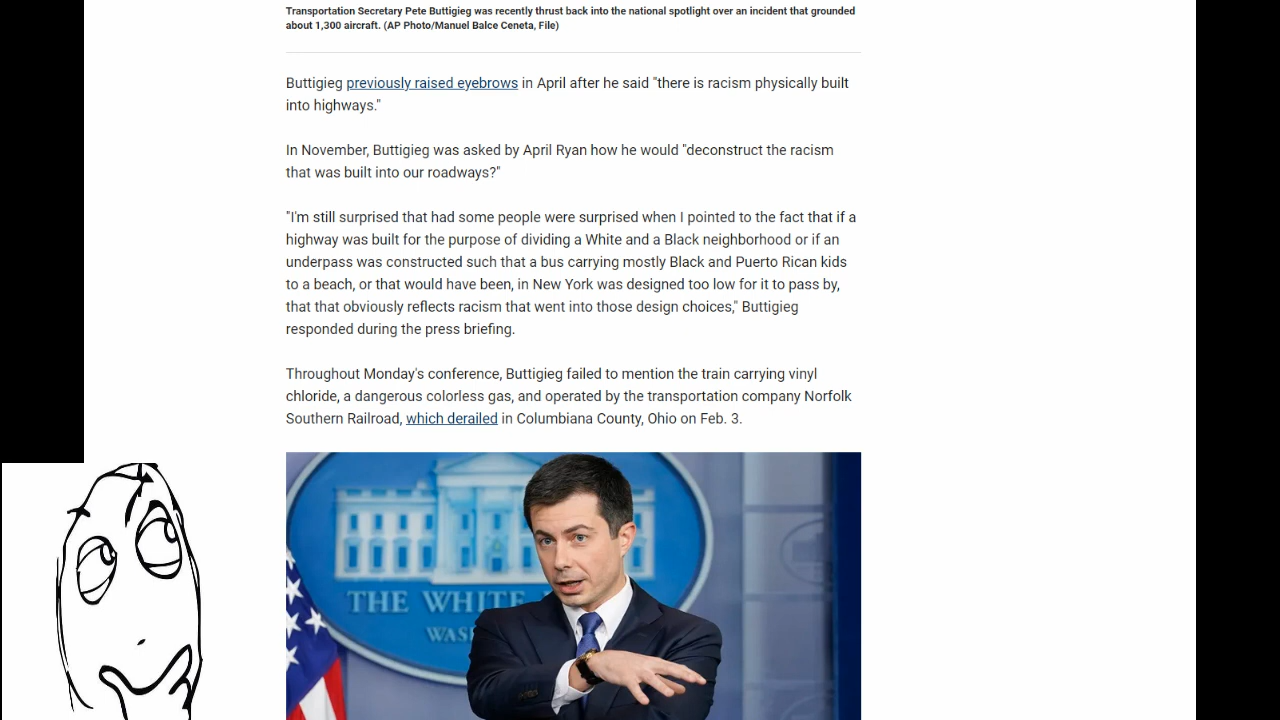 Transportation Secretary Pete Buttigieg was recently thrust back into the national spotlight over an incident that grounded
about 1,300 aircraft. (AP Photo/Manuel Balce Ceneta, File)
Buttigieg previously raised eyebrows in April after he said "there is racism physically built
into highways."
In November, Buttigieg was asked by April Ryan how he would "deconstruct the racism
that was built into our roadways?"
"I'm still surprised that had some people were surprised when I pointed to the fact that if a
highway was built for the purpose of dividing a White and a Black neighborhood or if an
underpass was constructed such that a bus carrying mostly Black and Puerto Rican kids
to a beach, or that would have been, in New York was designed too low for it to pass by,
that that obviously reflects racism that went into those design choices," Buttigieg
responded during the press briefing.
Throughout Monday's conference, Buttigieg failed to mention the train carrying vinyl
chloride, a dangerous colorless gas, and operated by the transportation company Norfolk
Southern Railroad, which derailed in Columbiana County, Ohio on Feb. 3.
THE WHITE
WAS